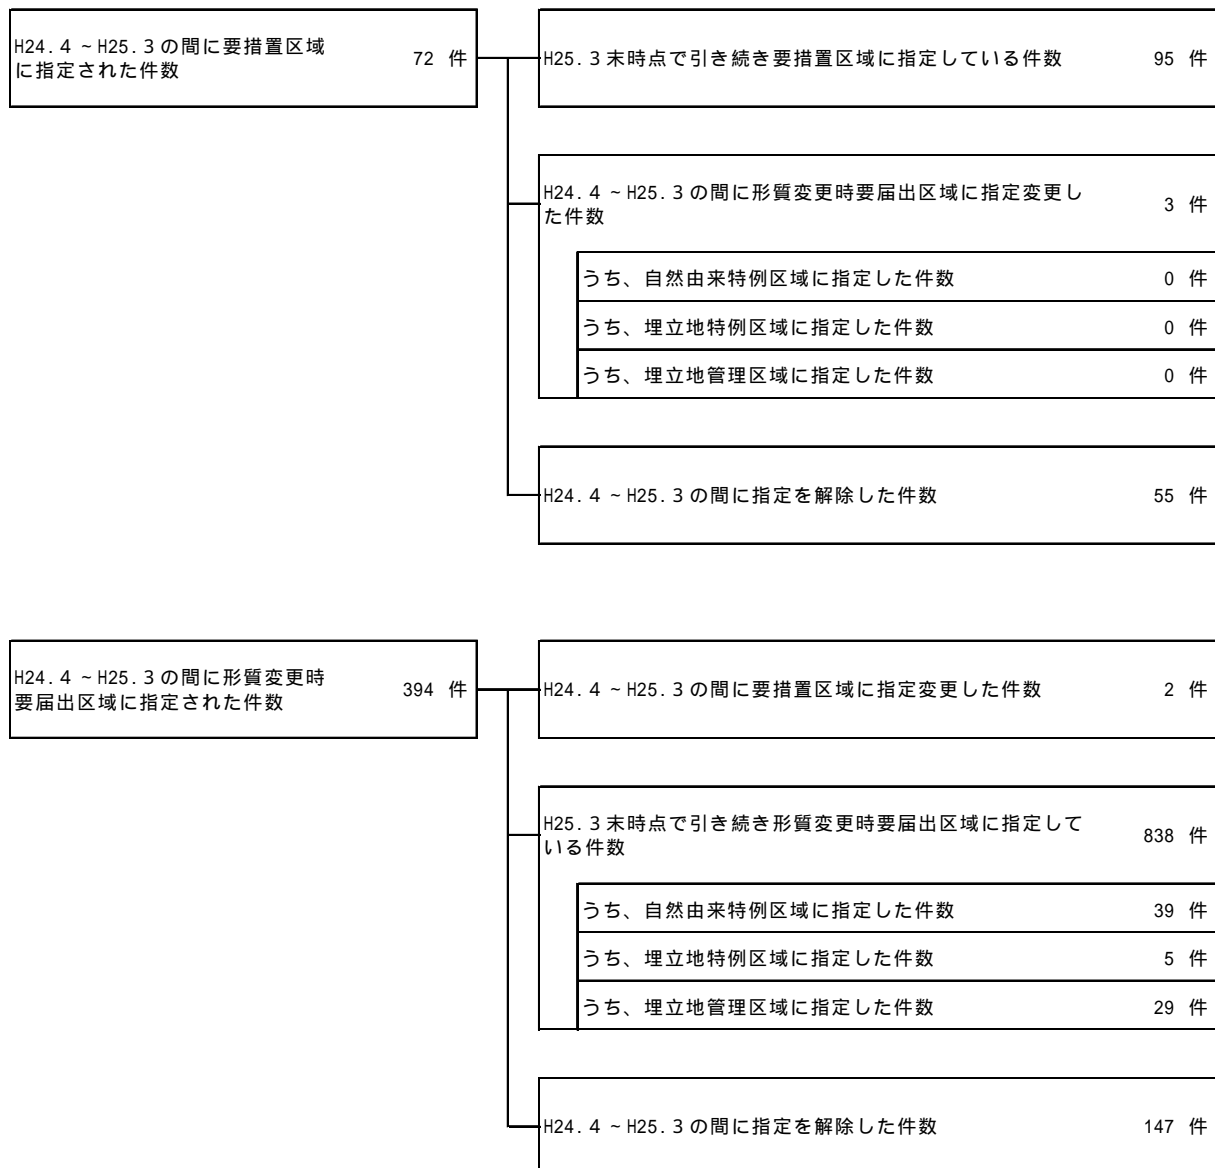 H24.4 ~H25.3の間に要措置区域
に指定された件数
72 件
H25.3末時点で引き続き要措置区域に指定している件数
95 件
H24.4 ~H25.3の間に形質変更時要届出区域に指定変更し
た件数
3 件
うち、自然由来特例区域に指定した件数
0 件
うち、埋立地特例区域に指定した件数
0 件
うち、埋立地管理区域に指定した件数
0 件
H24.4 ~H25.3の間に指定を解除した件数
55 件
H24.4 ~H25.3の間に形質変更時
要届出区域に指定された件数
394 件
H24.4 ~H25.3の間に要措置区域に指定変更した件数
2 件
H25.3末時点で引き続き形質変更時要届出区域に指定して
いる件数
838 件
うち、自然由来特例区域に指定した件数
39 件
うち、埋立地特例区域に指定した件数
5 件
うち、埋立地管理区域に指定した件数
29 件
H24.4 ~H25.3の間に指定を解除した件数
147 件